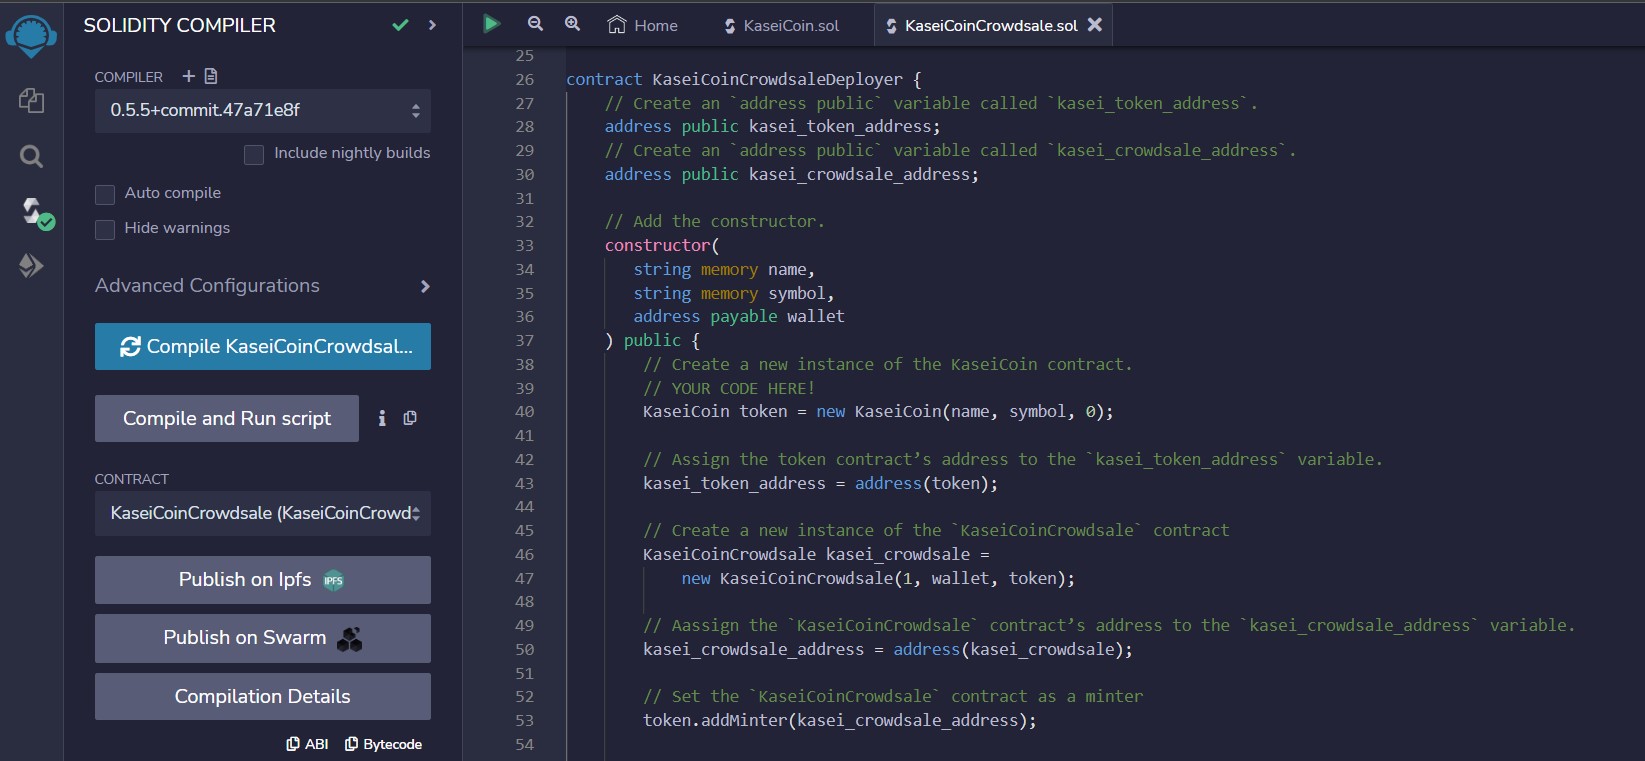 SOLIDITY COMPILER
COMPILER
0.5.5+commit.47a71e8f
Include nightly builds
Auto compile
Hide warnings
Advanced Configurations
Compile KaseiCoinCrowdsal...
Compile and Run script
CONTRACT
KaseiCoinCrowdsale (KaseiCoinCrowd
Publish on Ipfs IPFS
Publish on Swarm
Compilation Details
ABI Bytecode
Home KaseiCoin.sol KaseiCoinCrowdsale.sol
25
26 contract KaseiCoinCrowdsaleDeployer {
27 // Create an `address public` variable called `kasei_token_address`.
28 address public kasei_token_address;
29 // Create an `address public` variable called `kasei_crowdsale_address`.
30 address public kasei_crowdsale_address;
31
32 // Add the constructor.
33 constructor(
34 string memory name,
35 string memory symbol,
36 address payable wallet
37 ) public {
38 // Create a new instance of the KaseiCoin contract.
39 // YOUR CODE HERE!
40 KaseiCoin token = new KaseiCoin(name, symbol, 0);
41
42 // Assign the token contract’s address to the `kasei_token_address` variable.
43 kasei_token_address = address(token);
44
45 // Create a new instance of the `KaseiCoinCrowdsale` contract
46 KaseiCoinCrowdsale kasei_crowdsale =
47 new KaseiCoinCrowdsale(1, wallet, token);
48
49 // Aassign the `KaseiCoinCrowdsale` contract’s address to the `kasei_crowdsale_address` variable.
50 kasei_crowdsale_address = address(kasei_crowdsale);
51
52 // Set the `KaseiCoinCrowdsale` contract as a minter
53 token.addMinter(kasei_crowdsale_address);
54